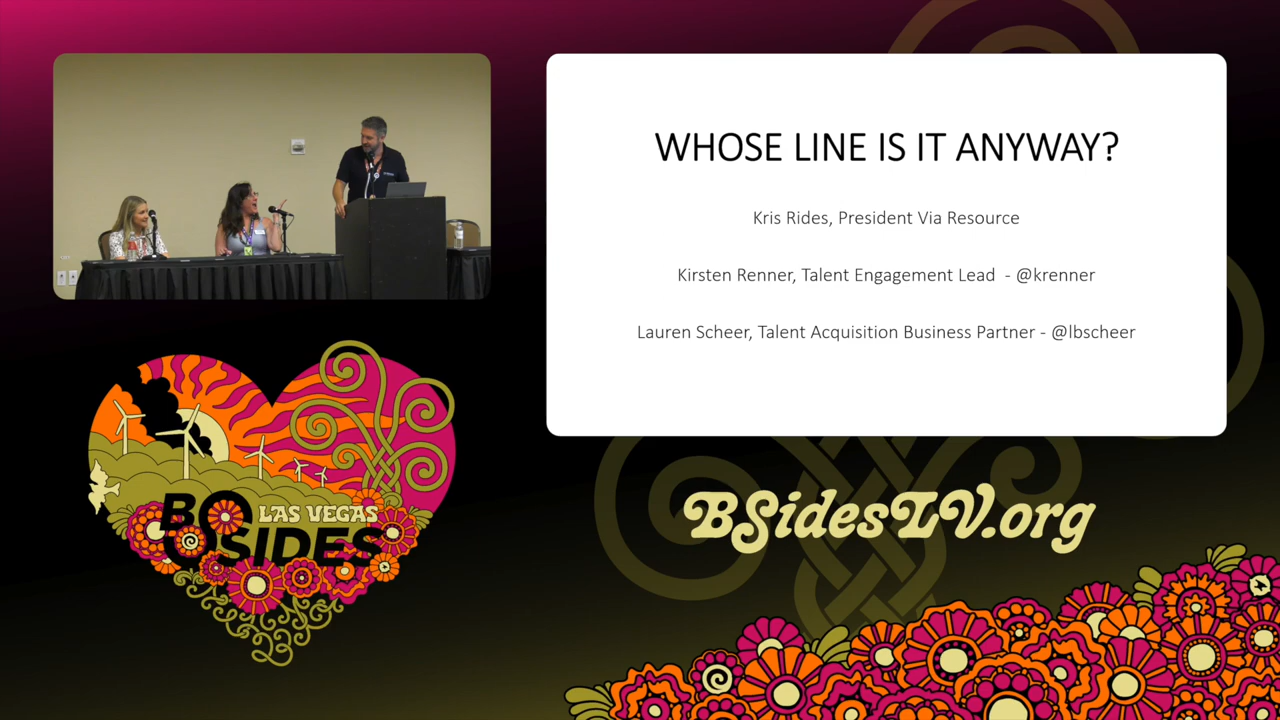 WHOSE LINE IS IT ANYWAY?
Kris Rides, President Via Resource
Kirsten Renner, Talent Engagement Lead - @krenner
Lauren Scheer, Talent Acquisition Business Partner - @lbscheer
LAS VEGAS
BSIDES
BSidesLV.org